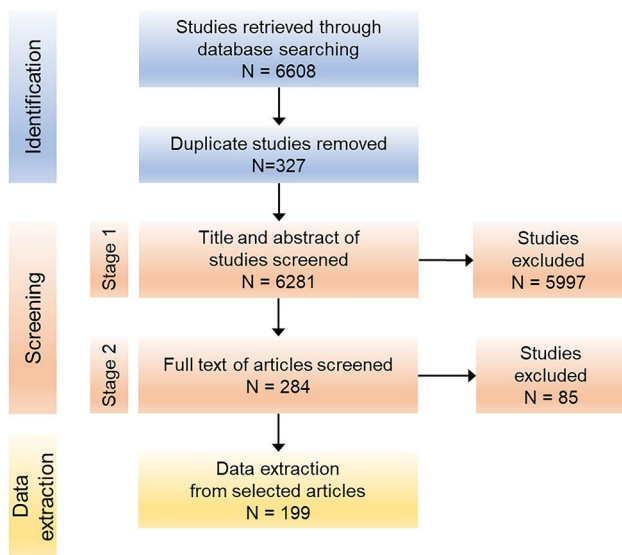 Identification
Studies retrieved through
database searching
N = 6608
Duplicate studies removed
N=327
Screening
Stage 1
Title and abstract of
studies screened
N = 6281
Studies
excluded
N = 5997
Stage 2
Full text of articles screened
N = 284
Studies
excluded
N = 85
Data
extraction
Data extraction
from selected articles
N = 199